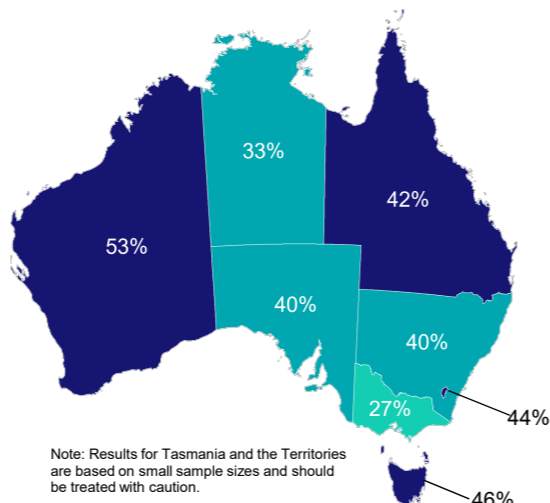 33%
42%
53%
40%
40%
27%
44%
Note: Results for Tasmania and the Territories
are based on small sample sizes and should
be treated with caution.
46%